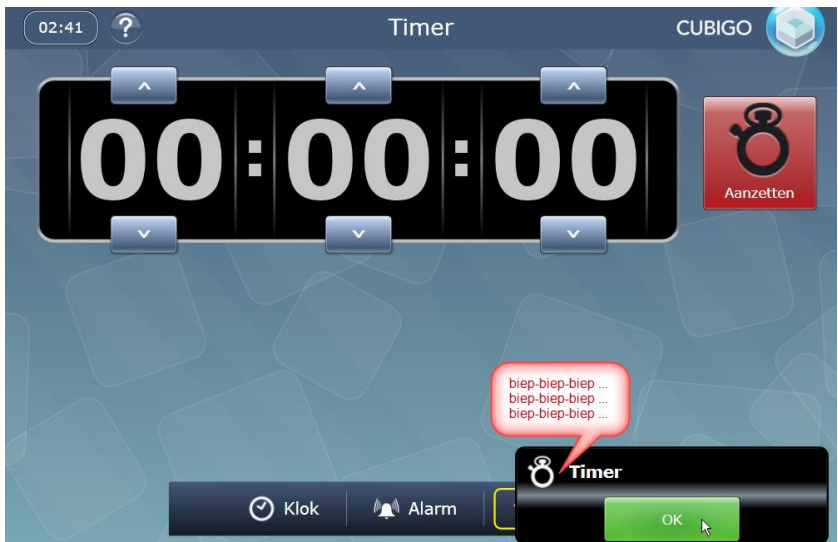 02:41 ? Timer CUBIGO
00:00:00
Aanzetten
biep-biep-biep ...
biep-biep-biep ...
biep-biep-biep ...
Timer
Klok Alarm
OK